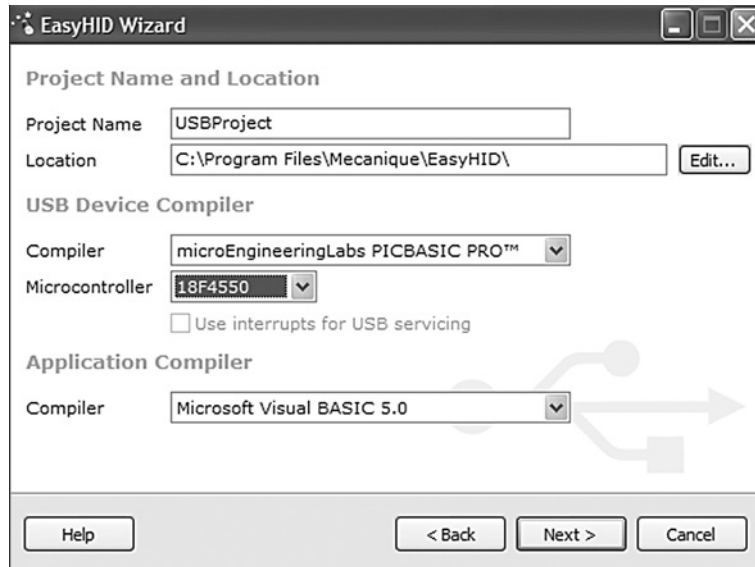 EasyHID Wizard
Project Name and Location
Project Name USBProject
Location C:\Program Files\Mecanique\EasyHID\ Edit...
USB Device Compiler
Compiler microEngineeringLabs PICBASIC PRO™
Microcontroller 18F4550
Use interrupts for USB servicing
Application Compiler
Compiler Microsoft Visual BASIC 5.0
Help < Back Next > Cancel